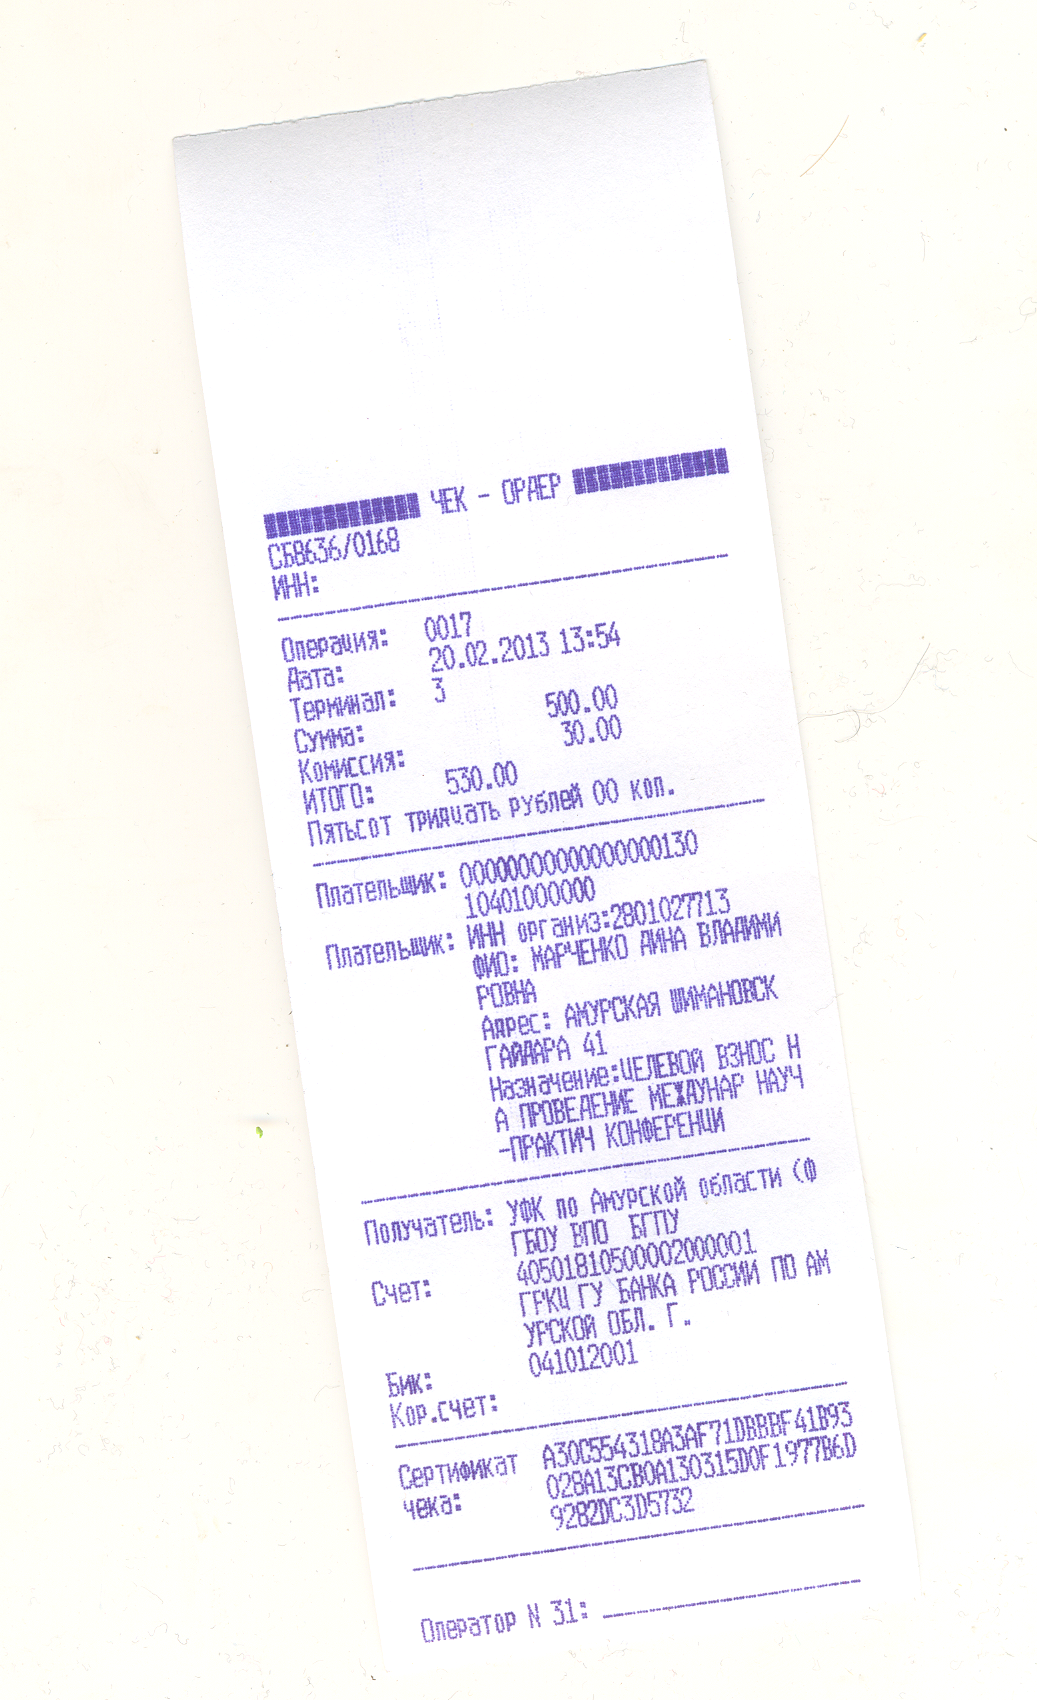 ЧЕК - ОРДЕР
СБ8636/0168
ИНН:
Операция: 0017
Дата: 20.02.2013 13:54
Терминал: 3
Сумма: 500.00
Комиссия: 30.00
ИТОГО: 530.00
Пятьсот тридцать рублей 00 коп.
Плательщик: 00000000000000000130
10401000000
Плательщик: ИНН организ:2801027713
ФИО: МАРЧЕНКО ДИНА ВЛАДИМИ
РОВНА
Адрес: АМУРСКАЯ ШИМАНОВСК
ГАЙДАРА 41
Назначение:ЦЕЛЕВОЙ ВЗНОС Н
А ПРОВЕДЕНИЕ МЕЖДУНАР НАУЧ
-ПРАКТИЧ КОНФЕРЕНЦИ
Получатель: УФК по Амурской области (Ф
ГБОУ ВПО БГПУ
Счет: 40501810500002000001
ГРКЦ ГУ БАНКА РОССИИ ПО АМ
УРСКОЙ ОБЛ. Г.
Бик: 041012001
Кор.счет:
Сертификат A30C554318A3AF71DBBBF41B93
чека: 028A13CB0A130315D0F1977B6D
9282DC3D5732
Оператор N 31: